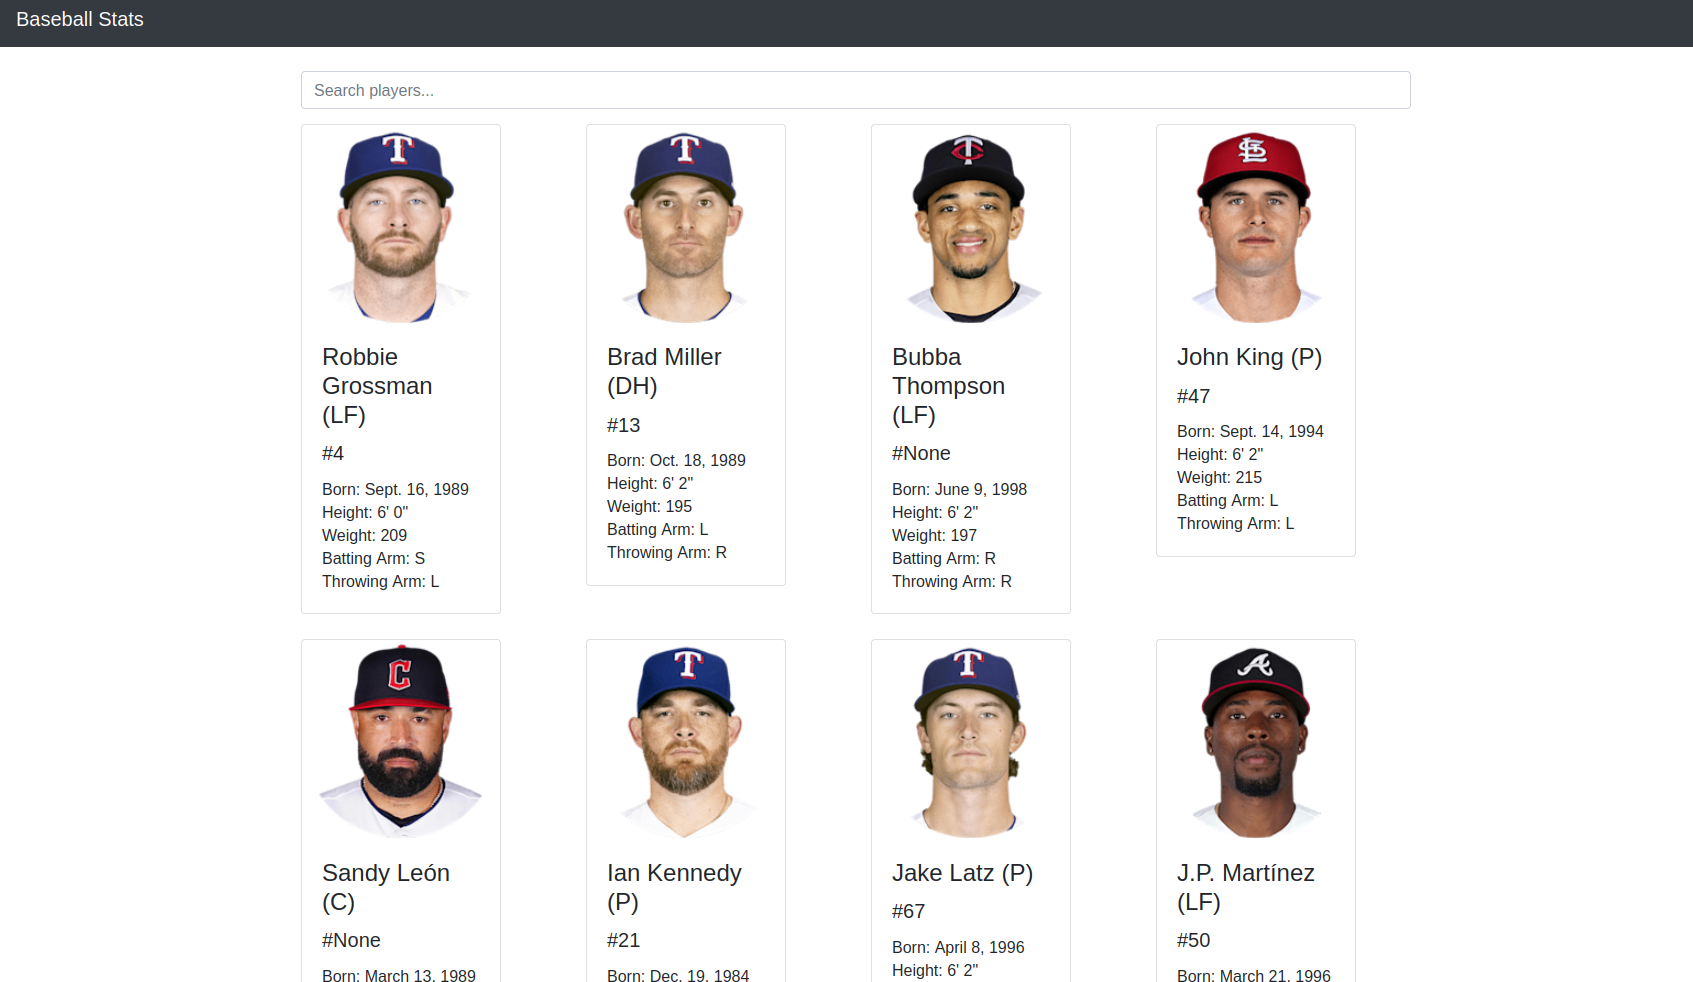 Baseball Stats
Search players...
Robbie
Grossman
(LF)
#4
Born: Sept. 16, 1989
Height: 6' 0"
Weight: 209
Batting Arm: S
Throwing Arm: L
Brad Miller
(DH)
#13
Born: Oct. 18, 1989
Height: 6' 2"
Weight: 195
Batting Arm: L
Throwing Arm: R
Bubba
Thompson
(LF)
#None
Born: June 9, 1998
Height: 6' 2"
Weight: 197
Batting Arm: R
Throwing Arm: R
John King (P)
#47
Born: Sept. 14, 1994
Height: 6' 2"
Weight: 215
Batting Arm: L
Throwing Arm: L
Sandy León
(C)
#None
Born: March 13, 1989
Ian Kennedy
(P)
#21
Born: Dec. 19, 1984
Jake Latz (P)
#67
Born: April 8, 1996
Height: 6' 2"
J.P. Martínez
(LF)
#50
Born: March 21, 1996